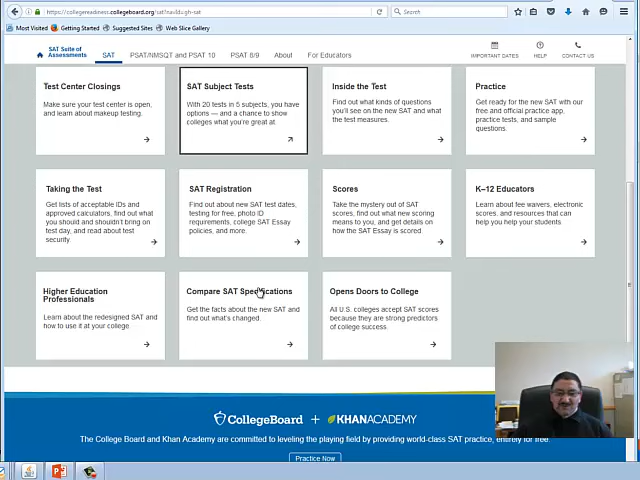 https://collegereadiness.collegeboard.org/sat?navId=gh-sat
Search
Most Visited Getting Started Suggested Sites Web Slice Gallery
SAT Suite of
Assessments
SAT PSAT/NMSQT and PSAT 10 PSAT 8/9 About For Educators
IMPORTANT DATES HELP CONTACT US
Test Center Closings
Make sure your test center is open,
and learn about makeup testing.
SAT Subject Tests
With 20 tests in 5 subjects, you have
options — and a chance to show
colleges what you're great at.
Inside the Test
Find out what kinds of questions
you'll see on the new SAT and what
the test measures.
Practice
Get ready for the new SAT with our
free and official practice app,
practice tests, and sample
questions.
Taking the Test
Get lists of acceptable IDs and
approved calculators, find out what
you should and shouldn't bring on
test day, and read about test
security.
SAT Registration
Find out about new SAT test dates,
testing for free, photo ID
requirements, college SAT Essay
policies, and more.
Scores
Take the mystery out of SAT
scores, find out what new scoring
means to you, and get details on
how the SAT Essay is scored
K–12 Educators
Learn about fee waivers, electronic
scores, and resources that can
help you help your students.
Higher Education
Professionals
Learn about the redesigned SAT and
how to use it at your college.
Compare SAT Specifications
Get the facts about the new SAT and
find out what's changed.
Opens Doors to College
All U.S. colleges accept SAT scores
because they are strong predictors
of college success.
CollegeBoard + KHANACADEMY
The College Board and Khan Academy are committed to leveling the playing field by providing world-class SAT practice, entirely for free.
Practice Now